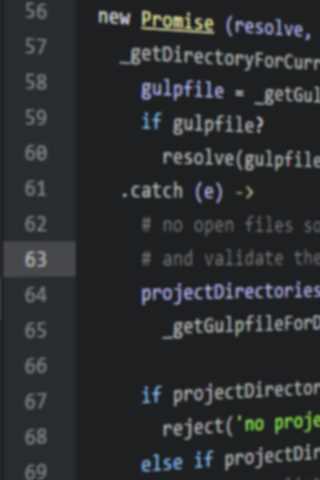 56 new Promise (resolve,
57 _getDirectoryForCurr
58 gulpfile = _getGul
59 if gulpfile?
60 resolve(gulpfile
61 .catch (e) ->
62 # no open files so
63 # and validate the
64 projectDirectories
65 _getGulpfileForD
66
67 if projectDirector
68 reject('no proje
69 else if projectDir